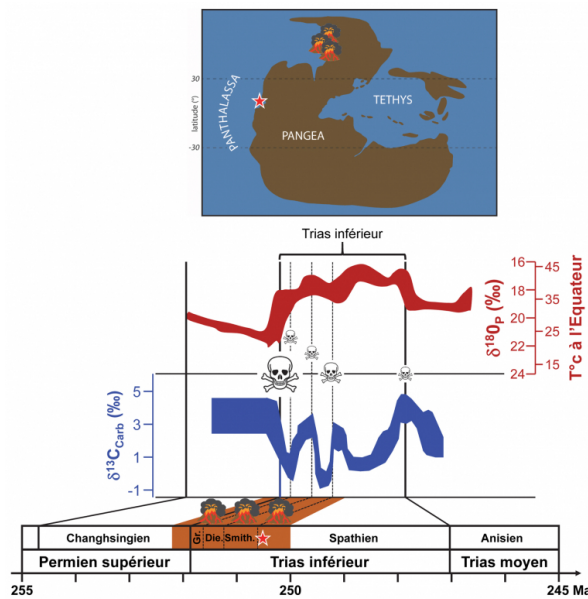 30
TETHYS
PANTHALASSA
latitude (°)
PANGEA
-30
Trias inférieur
16
45
18
35
20
25
22
15
24
δ¹⁸Oₚ (‰)
T°c à l'Equateur
5
3
1
-1
δ¹³C Carb (‰)
Changhsingien
Gr.
Die.
Smith.
Spathien
Anisien
Permien supérieur
Trias inférieur
Trias moyen
255
250
245 Ma